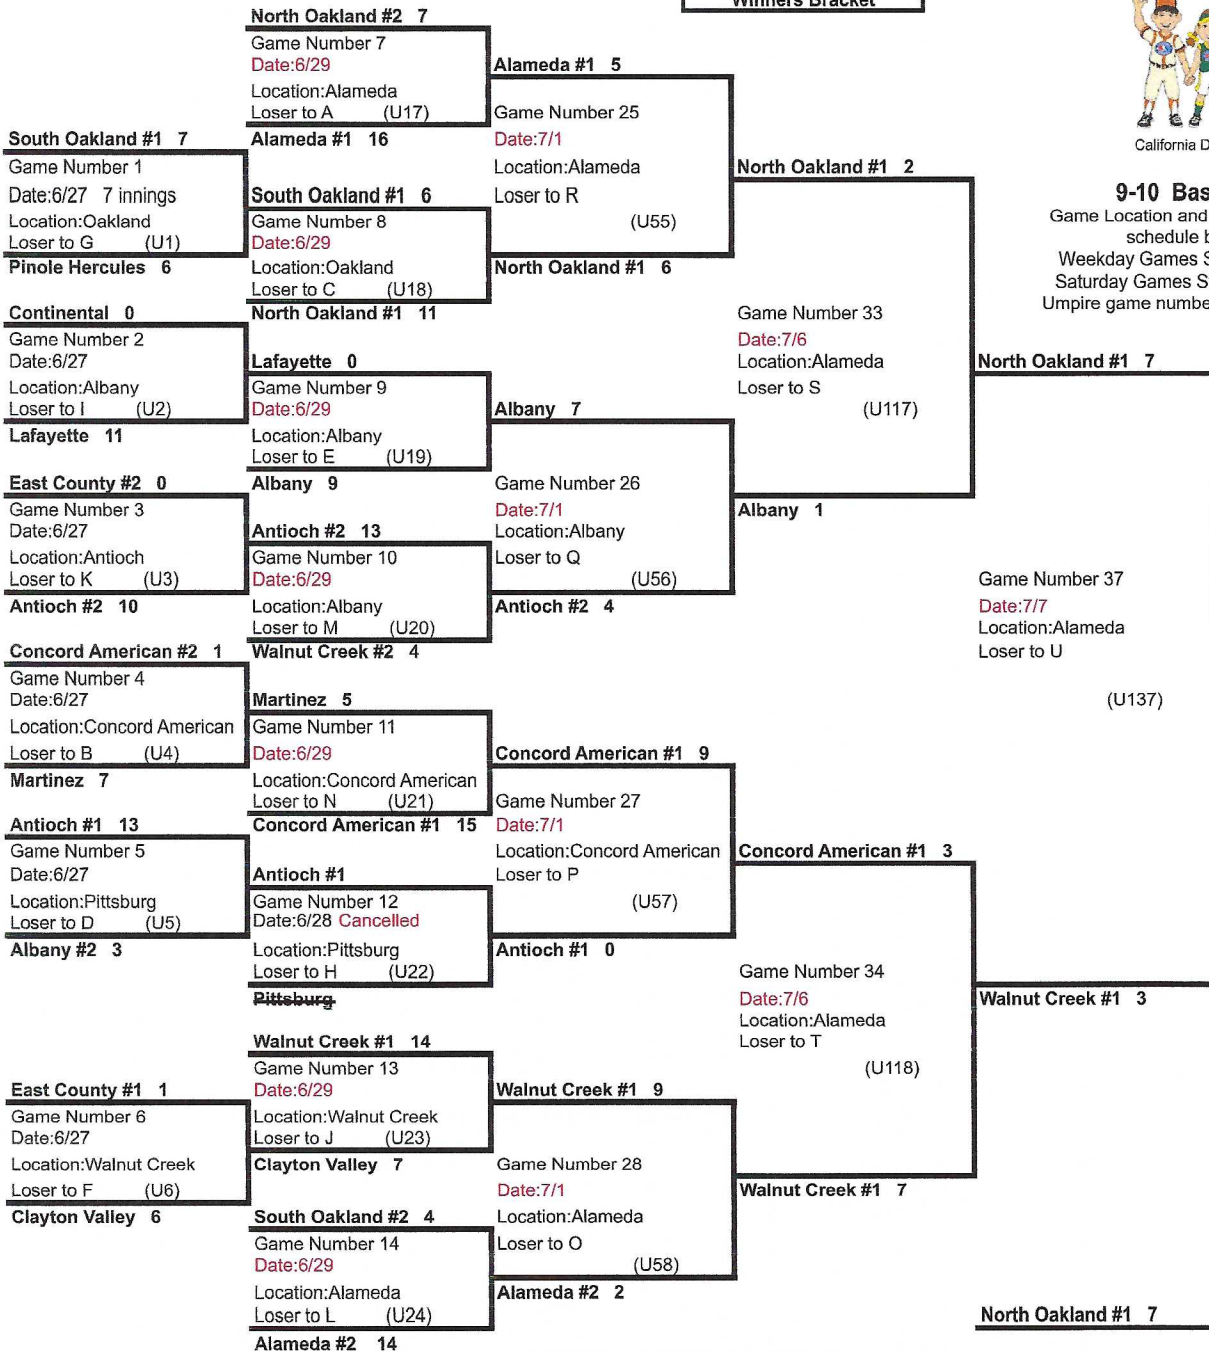 Winners Bracket
North Oakland #2 7
Game Number 7
Date:6/29
Location:Alameda
Loser to A (U17)
Alameda #1 16
South Oakland #1 7
Game Number 1
Date:6/27 7 innings
Location:Oakland
Loser to G (U1)
Pinole Hercules 6
South Oakland #1 6
Game Number 8
Date:6/29
Location:Oakland
Loser to C (U18)
North Oakland #1 11
Continental 0
Game Number 2
Date:6/27
Location:Albany
Loser to I (U2)
Lafayette 11
Lafayette 0
Game Number 9
Date:6/29
Location:Albany
Loser to E (U19)
Albany 9
East County #2 0
Game Number 3
Date:6/27
Location:Antioch
Loser to K (U3)
Antioch #2 10
Antioch #2 13
Game Number 10
Date:6/29
Location:Albany
Loser to M (U20)
Walnut Creek #2 4
Concord American #2 1
Game Number 4
Date:6/27
Location:Concord American
Loser to B (U4)
Martinez 7
Martinez 5
Game Number 11
Date:6/29
Location:Concord American
Loser to N (U21)
Concord American #1 15
Antioch #1 13
Game Number 5
Date:6/27
Location:Pittsburg
Loser to D (U5)
Albany #2 3
Antioch #1
Game Number 12
Date:6/28 Cancelled
Location:Pittsburg
Loser to H (U22)
Pittsburg
Walnut Creek #1 14
Game Number 13
Date:6/29
Location:Walnut Creek
Loser to J (U23)
Clayton Valley 7
East County #1 1
Game Number 6
Date:6/27
Location:Walnut Creek
Loser to F (U6)
Clayton Valley 6
South Oakland #2 4
Game Number 14
Date:6/29
Location:Alameda
Loser to L (U24)
Alameda #2 14
Alameda #1 5
Game Number 25
Date:7/1
Location:Alameda
Loser to R
(U55)
North Oakland #1 6
Albany 7
Game Number 26
Date:7/1
Location:Albany
Loser to Q
(U56)
Antioch #2 4
Concord American #1 9
Game Number 27
Date:7/1
Location:Concord American
Loser to P
(U57)
Antioch #1 0
Walnut Creek #1 9
Game Number 28
Date:7/1
Location:Alameda
Loser to O
(U58)
Alameda #2 2
North Oakland #1 2
Game Number 33
Date:7/6
Location:Alameda
Loser to S
(U117)
Albany 1
Concord American #1 3
Game Number 34
Date:7/6
Location:Alameda
Loser to T
(U118)
Walnut Creek #1 7
California D
9-10 Bas
Game Location and
schedule b
Weekday Games S
Saturday Games S
Umpire game numbe
North Oakland #1 7
Game Number 37
Date:7/7
Location:Alameda
Loser to U
(U137)
Walnut Creek #1 3
North Oakland #1 7